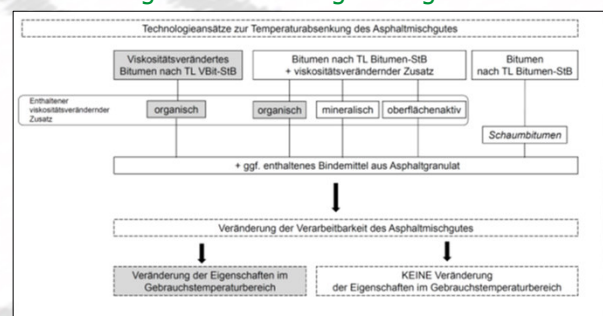 Technologieansätze zur Temperaturabsenkung des Asphaltmischgutes
Viskositätsverändertes
Bitumen nach TL VBit-StB
Bitumen nach TL Bitumen-StB
+ viskositätsverändernder Zusatz
Bitumen
nach TL Bitumen-StB
Enthaltener
viskositätsverändernder
Zusatz
organisch
organisch
mineralisch
oberflächenaktiv
Schaumbitumen
+ ggf. enthaltenes Bindemittel aus Asphaltgranulat
Veränderung der Verarbeitbarkeit des Asphaltmischgutes
Veränderung der Eigenschaften im
Gebrauchstemperaturbereich
KEINE Veränderung
der Eigenschaften im Gebrauchstemperaturbereich